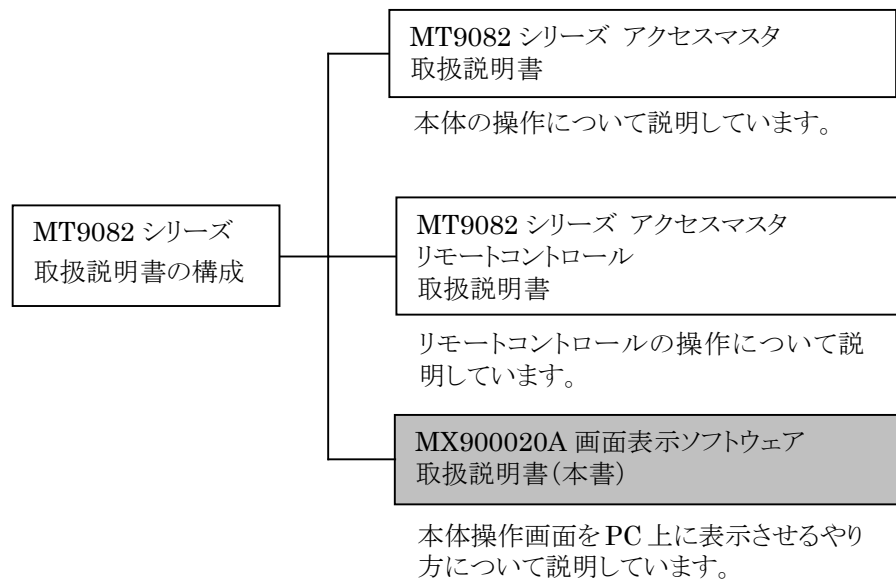 MT9082 シリーズ アクセスマスタ
取扱説明書
本体の操作について説明しています。
MT9082 シリーズ
取扱説明書の構成
MT9082 シリーズ アクセスマスタ
リモートコントロール
取扱説明書
リモートコントロールの操作について説
明しています。
MX900020A 画面表示ソフトウェア
取扱説明書(本書)
本体操作画面を PC 上に表示させるやり
方について説明しています。